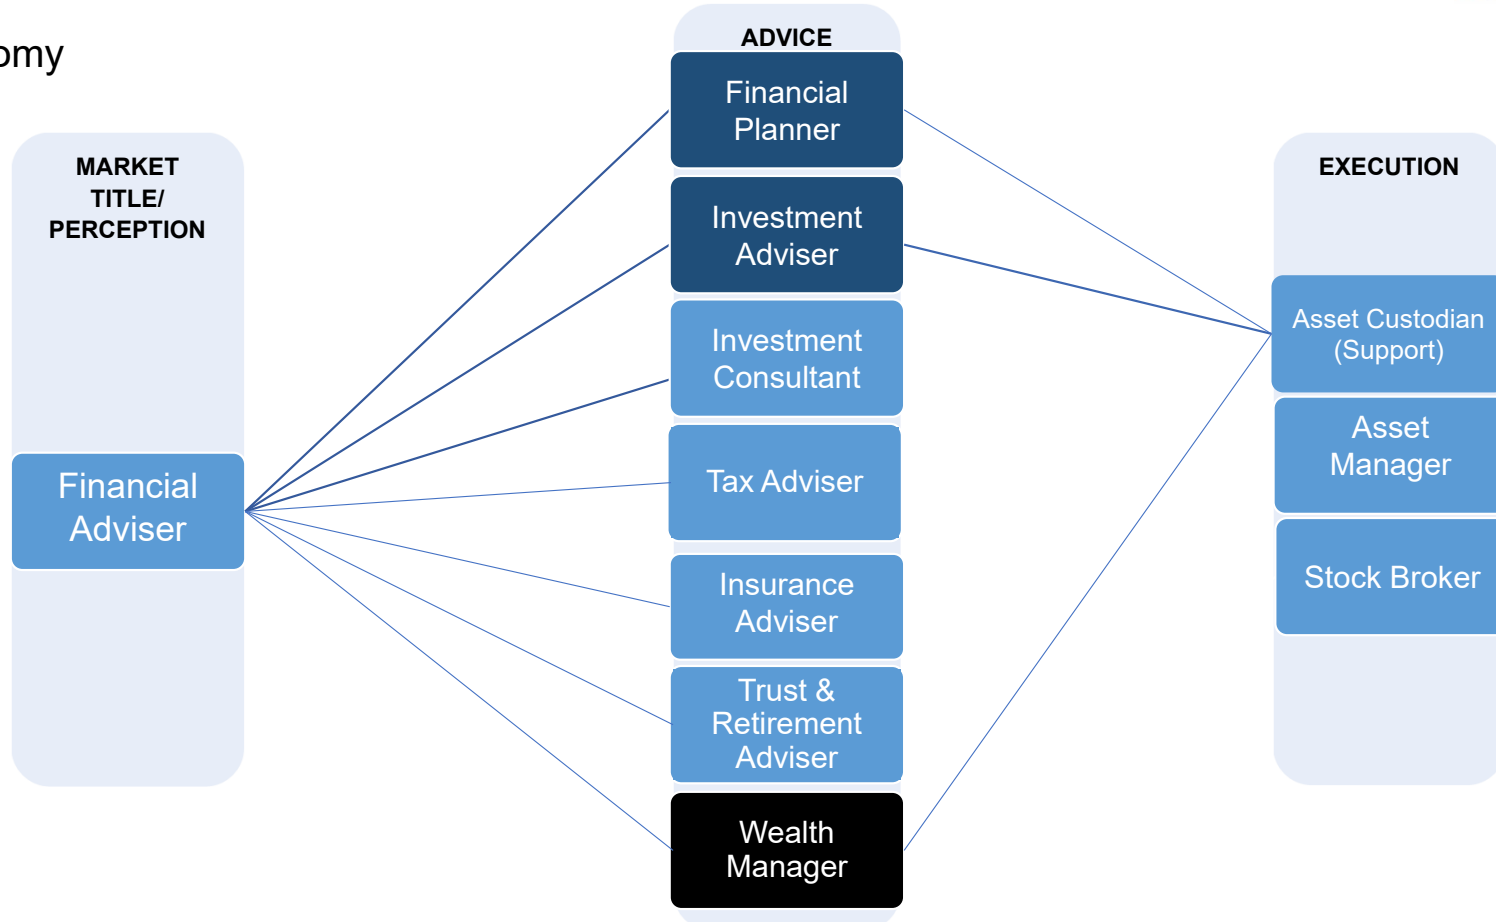 omy
MARKET
TITLE/
PERCEPTION
Financial
Adviser
ADVICE
Financial
Planner
Investment
Adviser
Investment
Consultant
Tax Adviser
Insurance
Adviser
Trust &
Retirement
Adviser
Wealth
Manager
EXECUTION
Asset Custodian
(Support)
Asset
Manager
Stock Broker